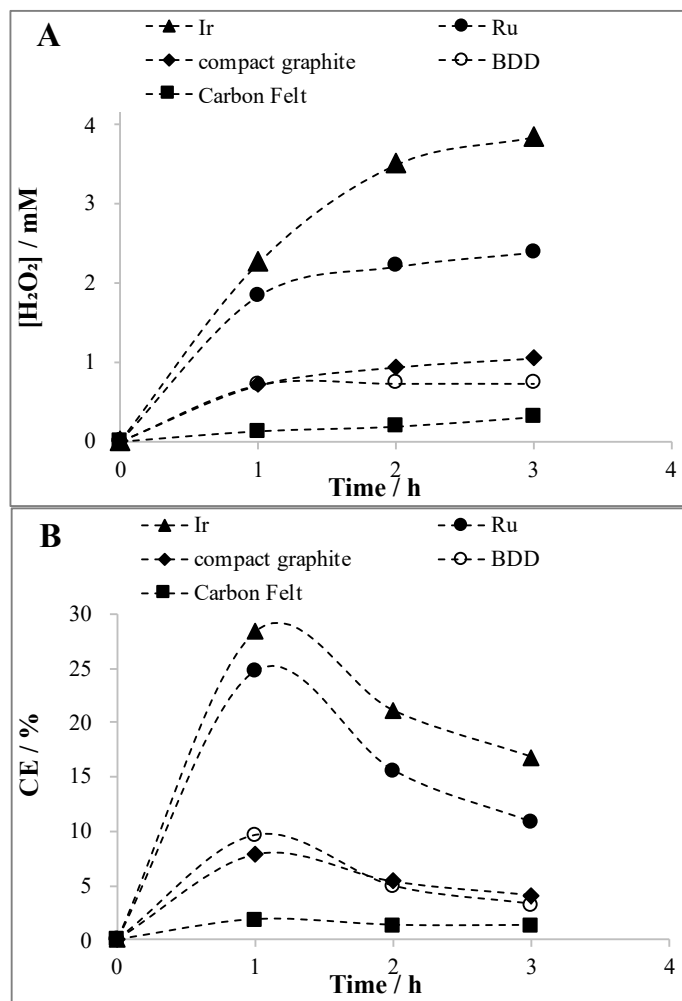 A
Ir
Ru
compact graphite
BDD
Carbon Felt
4
3
2
1
0
[H₂O₂] / mM
0
1
2
3
4
Time / h
B
Ir
Ru
compact graphite
BDD
Carbon Felt
30
25
20
15
10
5
0
CE / %
0
1
2
3
4
Time / h